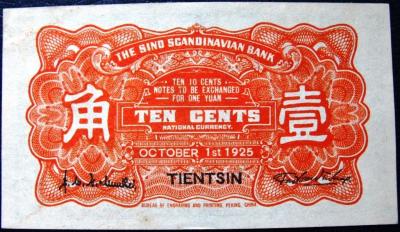 THE SINO SCANDINAVIAN BANK
TEN 10 CENTS
NOTES TO BE EXCHANGED
FOR ONE YUAN
角 壹
TEN CENTS
NATIONAL CURRENCY.
OCTOBER 1st 1925
TIENTSIN
BUREAU OF ENGRAVING AND PRINTING, PEKING, CHINA